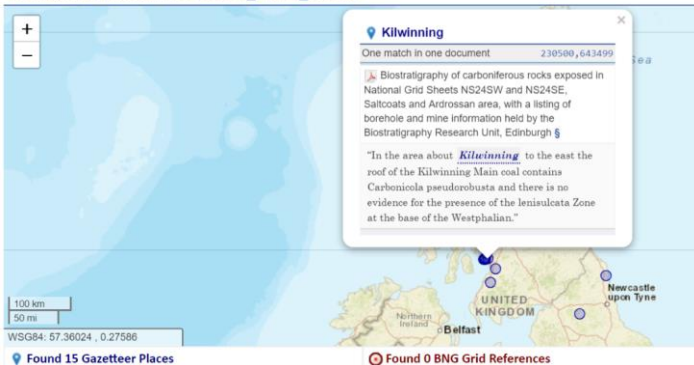 +
−
×
Kilwinning
One match in one document 230500,643499
Biostratigraphy of carboniferous rocks exposed in
National Grid Sheets NS24SW and NS24SE,
Saltcoats and Ardrossan area, with a listing of
borehole and mine information held by the
Biostratigraphy Research Unit, Edinburgh §
"In the area about Kilwinning to the east the
roof of the Kilwinning Main coal contains
Carbonicola pseudorobusta and there is no
evidence for the presence of the lenisulcata Zone
at the base of the Westphalian."
Sea
Newcastle
upon Tyne
UNITED
KINGDOM
Northern
Ireland
Belfast
100 km
50 mi
WSG84: 57.36024 , 0.27586
Found 15 Gazetteer Places
Found 0 BNG Grid References